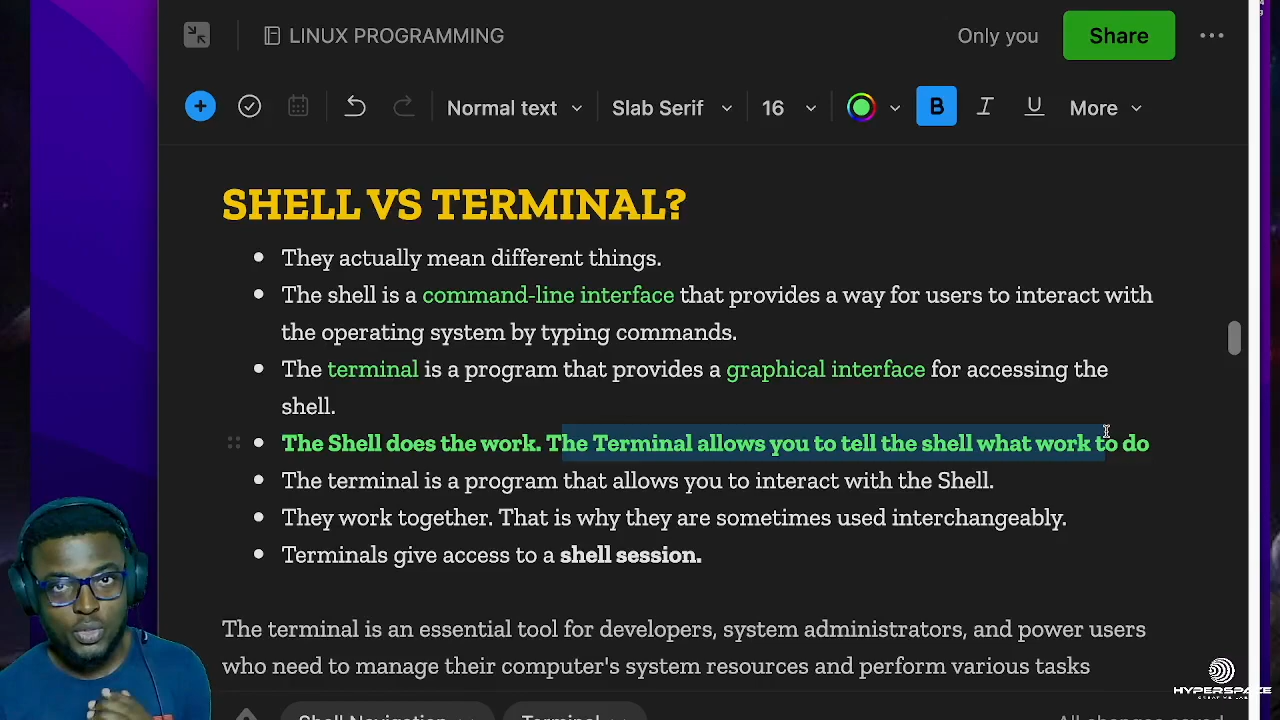 LINUX PROGRAMMING
Only you
Share
Normal text
Slab Serif
16
B
I
U
More
SHELL VS TERMINAL?
They actually mean different things.
The shell is a command-line interface that provides a way for users to interact with
the operating system by typing commands.
The terminal is a program that provides a graphical interface for accessing the
shell.
The Shell does the work. The Terminal allows you to tell the shell what work to do
The terminal is a program that allows you to interact with the Shell.
They work together. That is why they are sometimes used interchangeably.
Terminals give access to a shell session.
The terminal is an essential tool for developers, system administrators, and power users
who need to manage their computer's system resources and perform various tasks
Shell Navigation
Terminal
All changes saved
HYPERSPACE